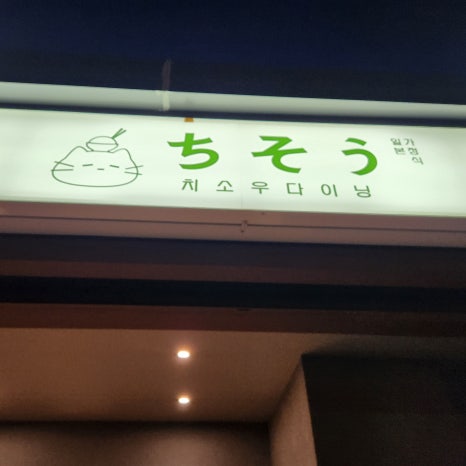 ちそう
일본 가정식
치소우다이닝